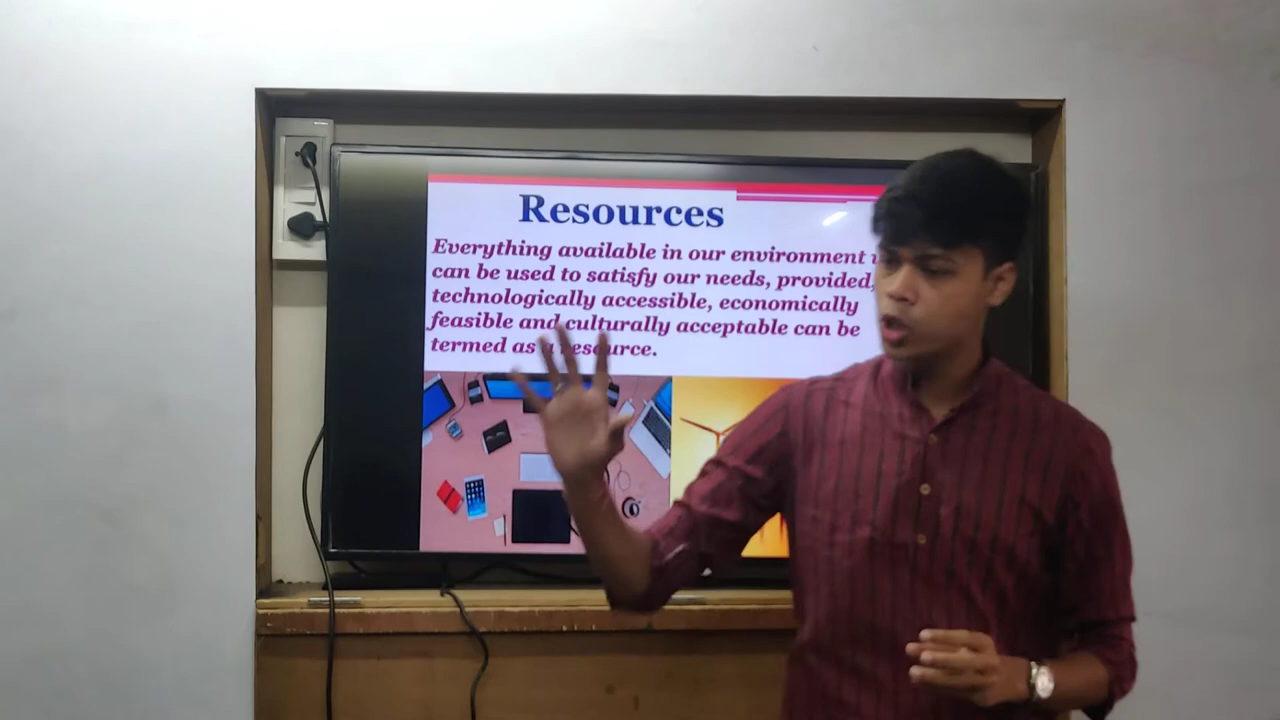 Resources
Everything available in our environment
can be used to satisfy our needs, provided,
technologically accessible, economically
feasible and culturally acceptable can be
termed as a resource.